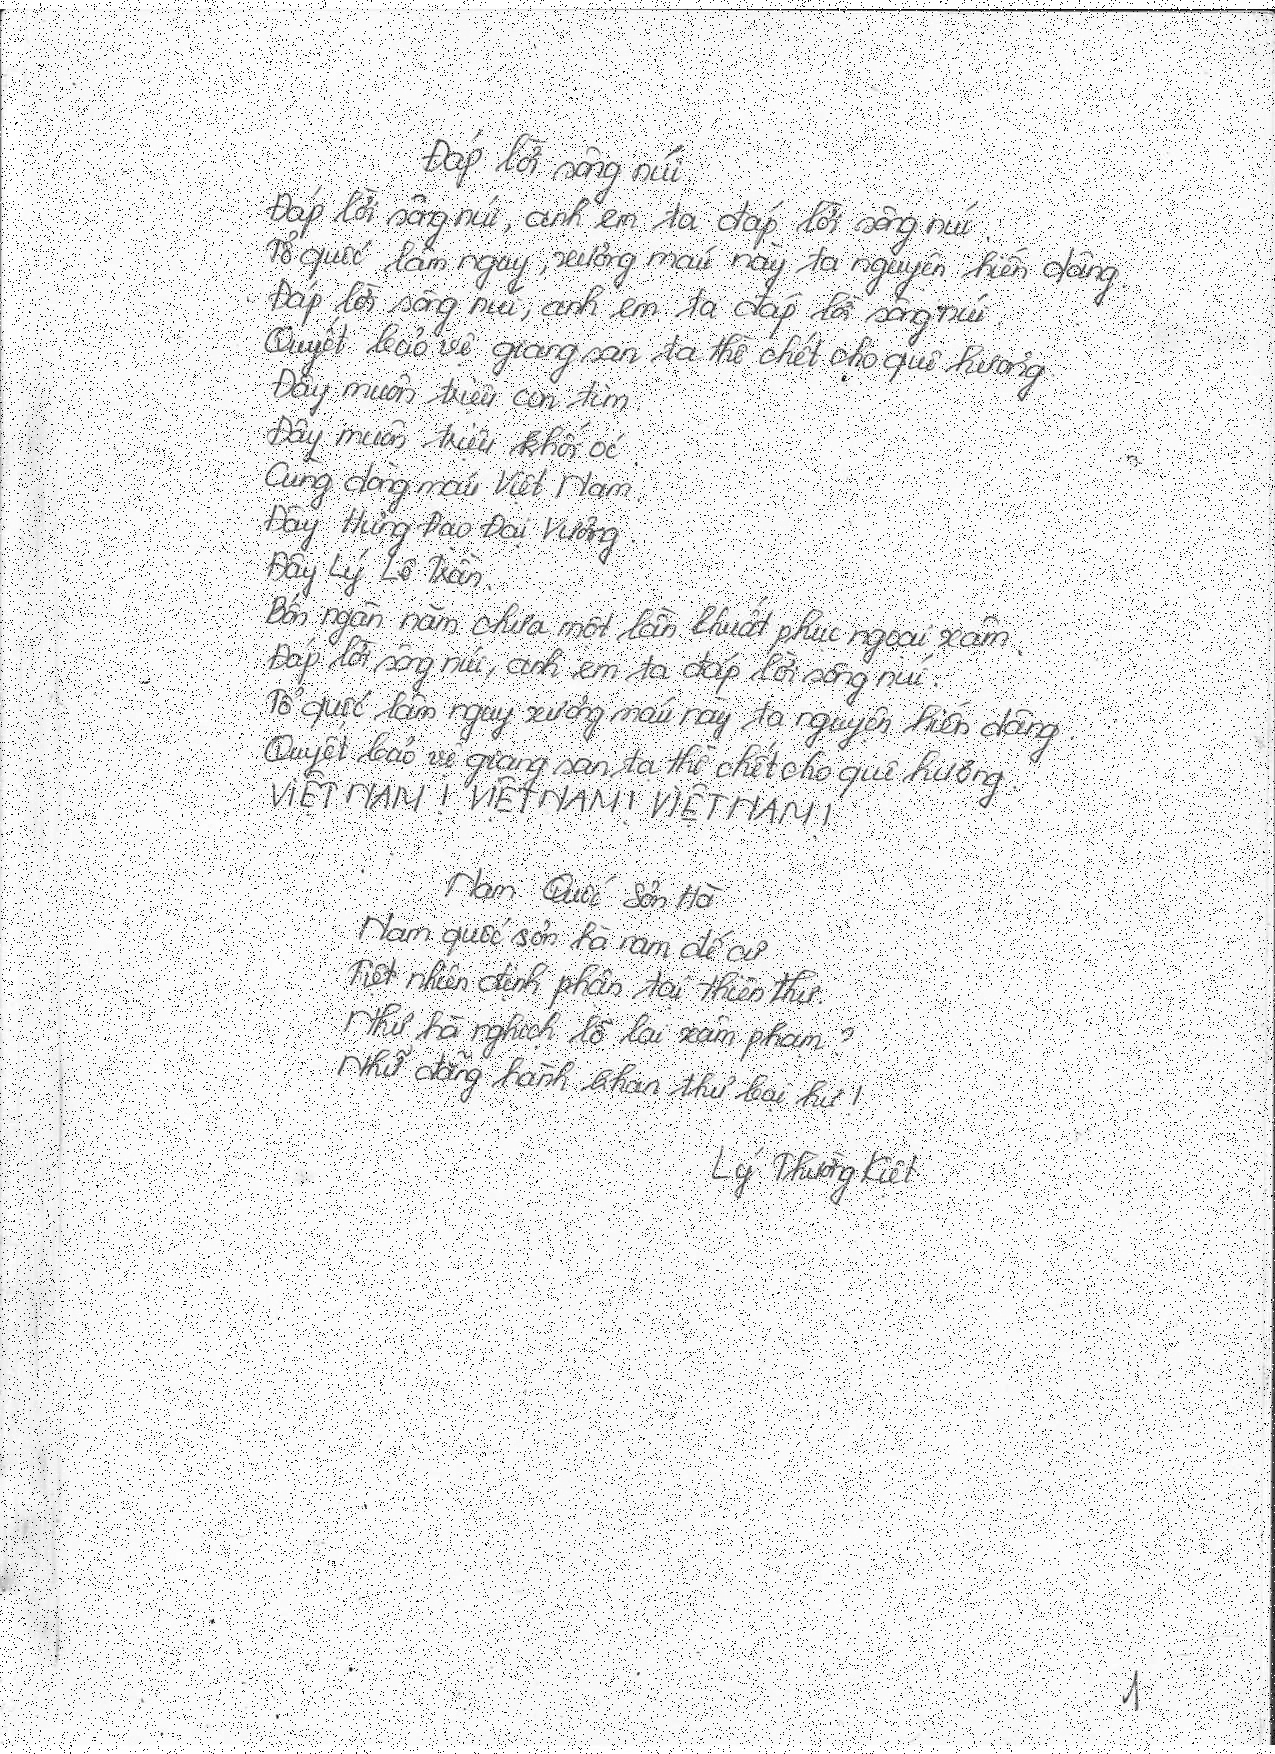 Đáp lời sông núi.
Đáp lời sông núi, anh em ta đáp lời sông núi.
Tổ quốc lâm nguy, xương máu này ta nguyện hiến dâng.
Đáp lời sông núi, anh em ta đáp lời sông núi.
Quyết bảo vệ giang san ta thề chết cho quê hương.
Đây muôn triệu con tim.
Đây muôn triệu khối óc
Cùng dòng máu Việt Nam.
Đây Hưng Đạo Đại Vương.
Đây Lý Lê Trần.
Bốn ngàn năm chưa một lần khuất phục ngoại xâm.
Đáp lời sông núi, anh em ta đáp lời sông núi.
Tổ quốc lâm nguy xương máu này ta nguyện hiến dâng.
Quyết bảo vệ giang san ta thề chết cho quê hương.
VIỆT NAM! VIỆT NAM! VIỆT NAM!
Nam Quốc Sơn Hà
Nam quốc sơn hà nam đế cư
Tiệt nhiên định phận tại thiên thư.
Như hà nghịch lỗ lai xâm phạm?
Như đẳng hành khan thư bại hư!
Lý Thường Kiệt
1